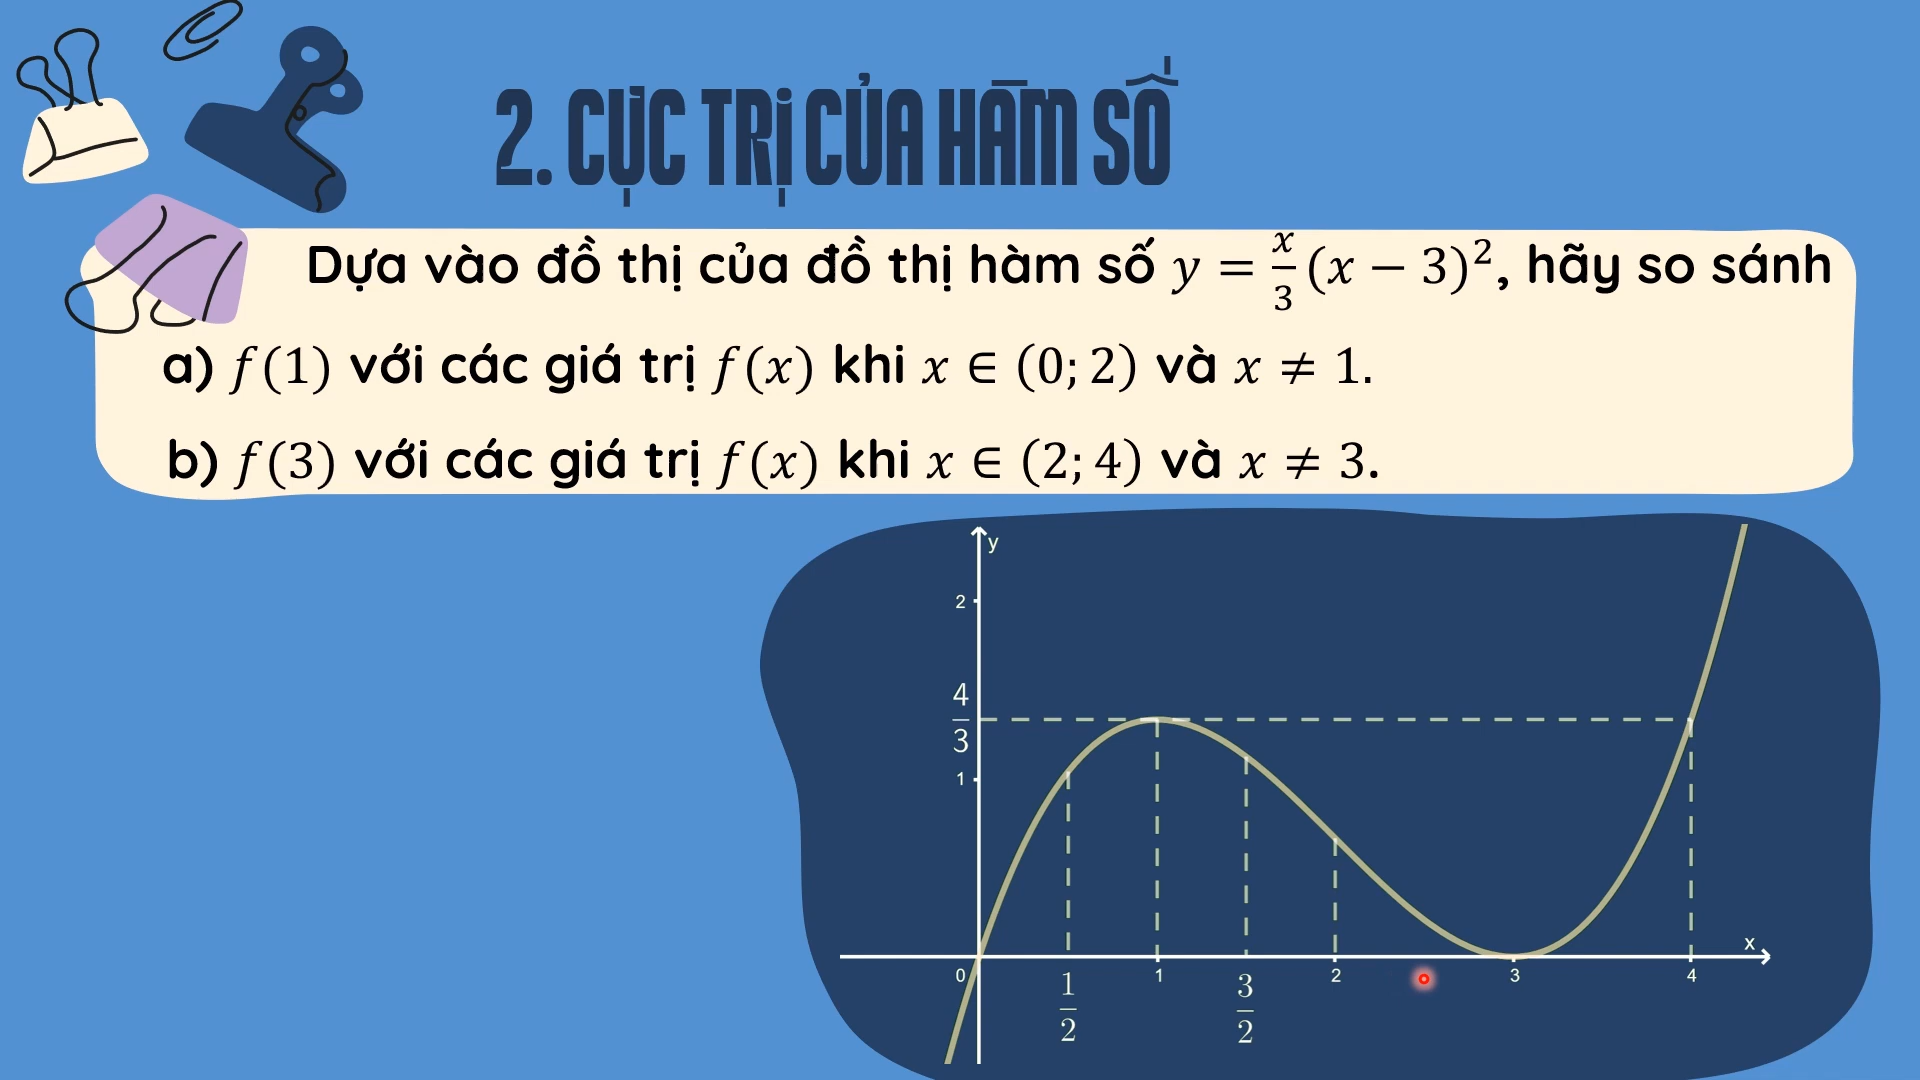 2. CỰC TRỊ CỦA HÀM SỐ
Dựa vào đồ thị của đồ thị hàm số y = x/3 (x − 3)², hãy so sánh
a) f(1) với các giá trị f(x) khi x ∈ (0; 2) và x ≠ 1.
b) f(3) với các giá trị f(x) khi x ∈ (2; 4) và x ≠ 3.
y
2
4/3
1
x
0 1/2 1 3/2 2 3 4